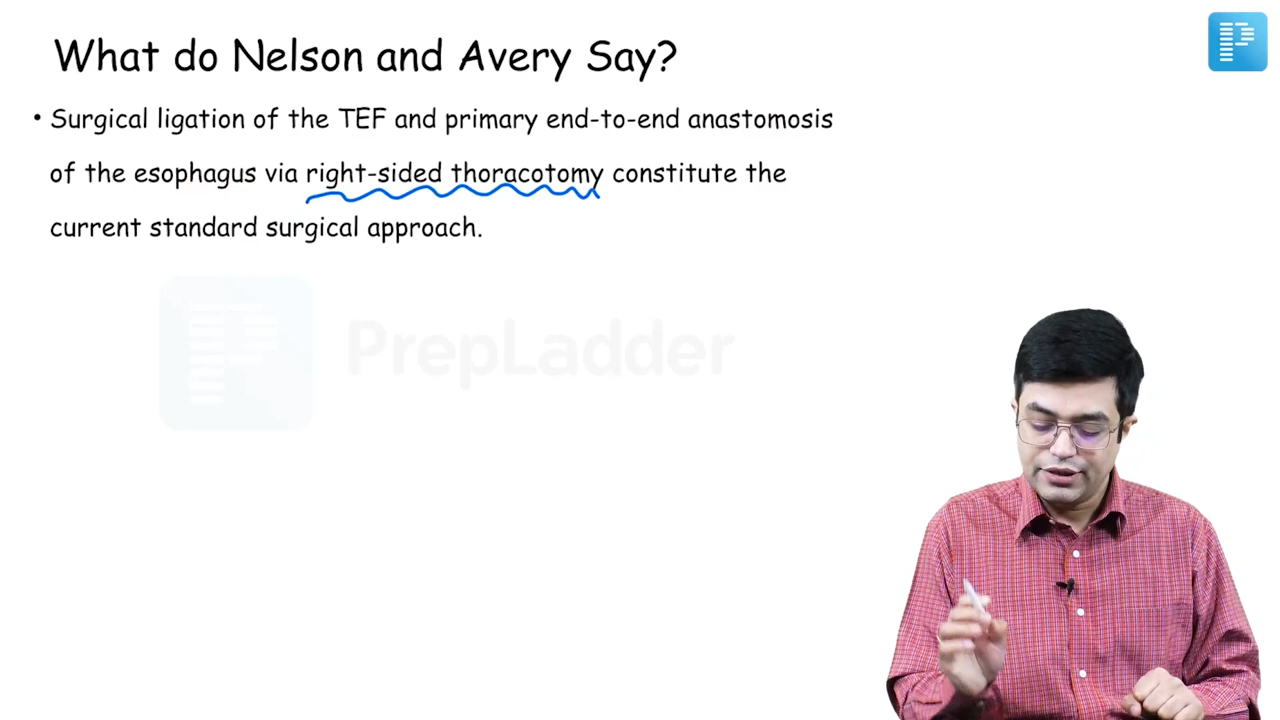 What do Nelson and Avery Say?
• Surgical ligation of the TEF and primary end-to-end anastomosis
of the esophagus via right-sided thoracotomy constitute the
current standard surgical approach.
PrepLadder